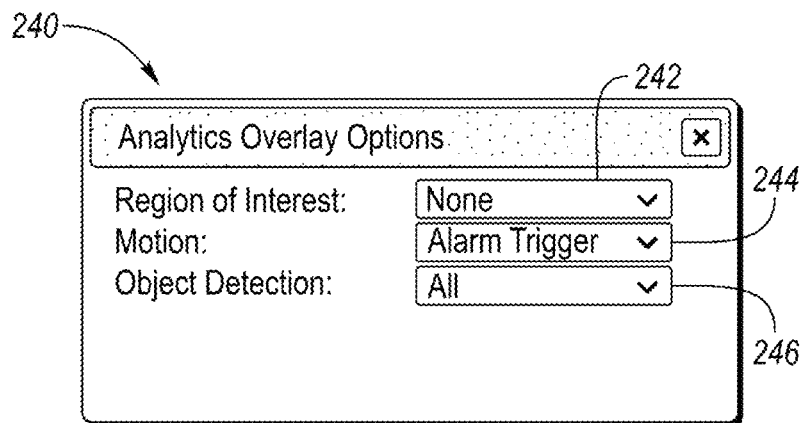 240
242
Analytics Overlay Options
244
Region of Interest: None
Motion: Alarm Trigger
Object Detection: All
246